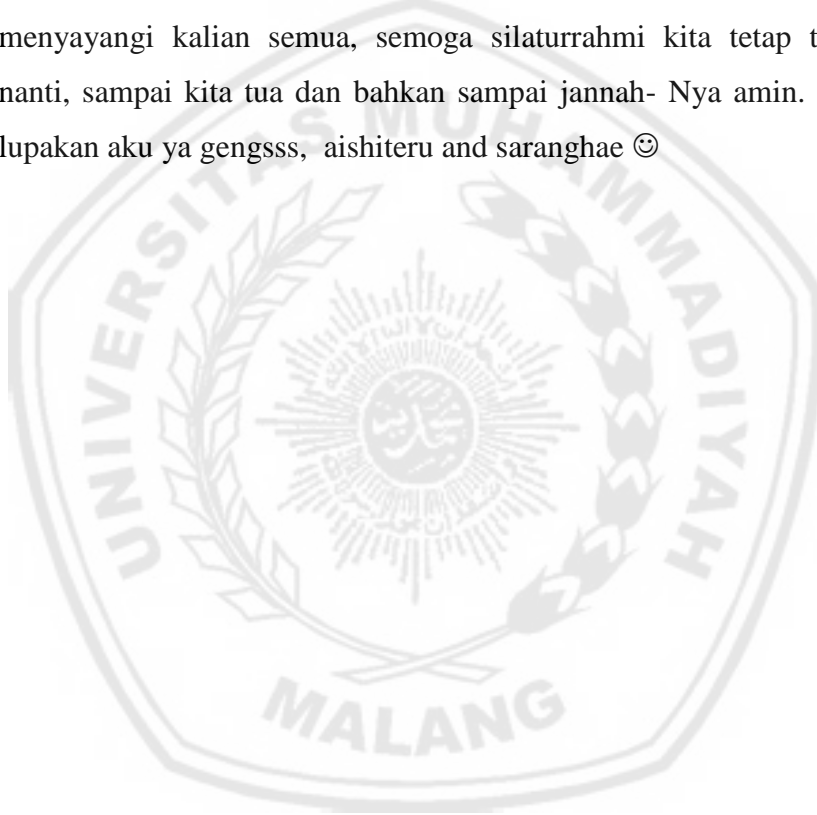 menyayangi kalian semua, semoga silaturrahmi kita tetap t
nanti, sampai kita tua dan bahkan sampai jannah- Nya amin.
lupakan aku ya gengsss, aishiteru and saranghae ☺
UNIVERSITAS MUHAMMADIYAH
MALANG